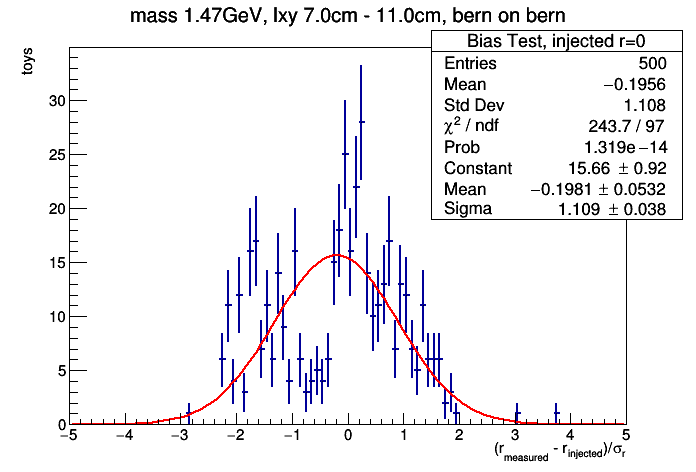 mass 1.47GeV, lxy 7.0cm - 11.0cm, bern on bern
Bias Test, injected r=0
Entries 500
Mean −0.1956
Std Dev 1.108
χ² / ndf 243.7 / 97
Prob 1.319e−14
Constant 15.66 ± 0.92
Mean −0.1981 ± 0.0532
Sigma 1.109 ± 0.038
toys
30
25
20
15
10
5
0
−5 −4 −3 −2 −1 0 1 2 3 4 5
(r_measured - r_injected)/σ_r